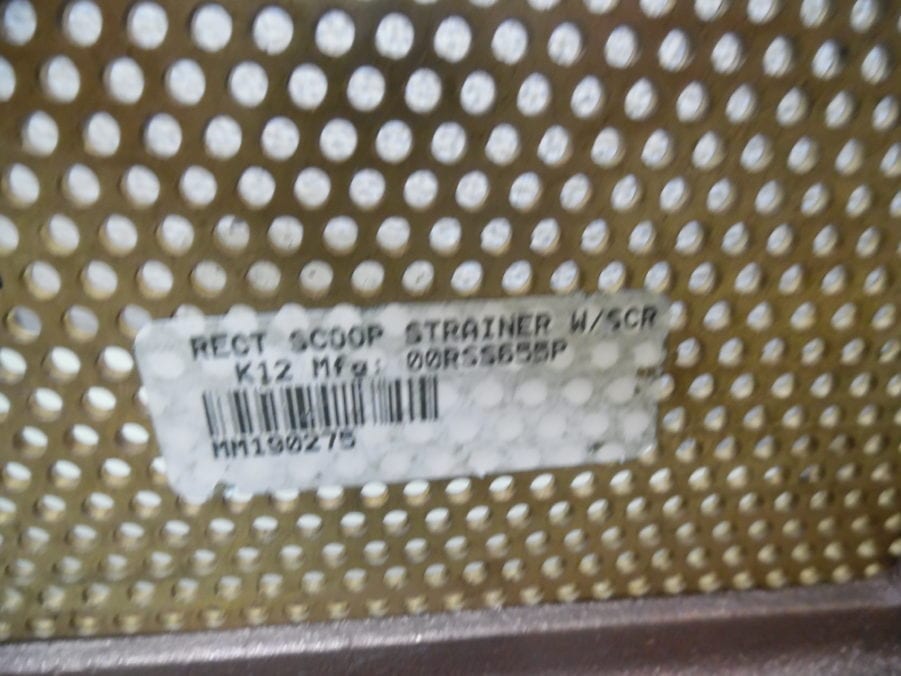 RECT SCOOP STRAINER W/SCR
K12 Mfg: 00RSS655P
MM190275